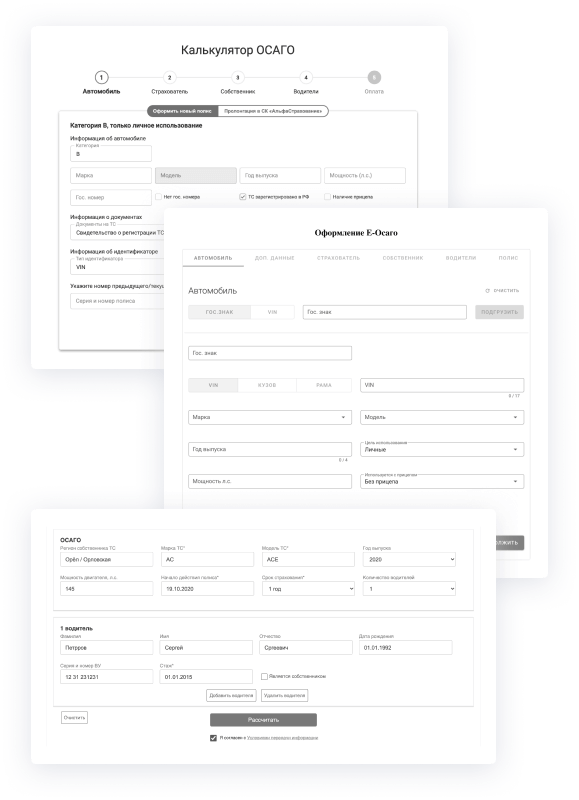 Калькулятор ОСАГО
1 2 3 4 5
Автомобиль Страхователь Собственник Водители Оплата
Оформить новый полис Пролонгация в СК «АльфаСтрахование»
Категория B, только личное использование
Информация об автомобиле
Категория
B
Марка Модель Год выпуска Мощность (л.с.)
Гос. номер Нет гос. номера ТС зарегистрировано в РФ Наличие прицепа
Информация о документах
Документы на ТС
Свидетельство о регистрации ТС
Информация об идентификаторе
Тип идентификатора
VIN
Укажите номер предыдущего/текущ
Серия и номер полиса
Оформление Е-Осаго
АВТОМОБИЛЬ ДОП. ДАННЫЕ СТРАХОВАТЕЛЬ СОБСТВЕННИК ВОДИТЕЛИ ПОЛИС
Автомобиль ОЧИСТИТЬ
ГОС.ЗНАК VIN Гос. знак ПОДГРУЗИТЬ
Гос. знак
VIN КУЗОВ РАМА VIN
0 / 17
Марка Модель
Год выпуска Цель использования
Личные
0 / 4
Мощность л.с. Используется с прицепом
Без прицепа
ЛЖИТЬ
ОСАГО
Регион собственника ТС Марка ТС* Модель ТС* Год выпуска
Орёл / Орловская AC ACE 2020
Мощность двигателя, л.с. Начало действия полиса* Срок страхования* Количество водителей
145 19.10.2020 1 год 1
1 водитель
Фамилия Имя Отчество Дата рождения
Петрров Сергей Сргеевич 01.01.1992
Серия и номер ВУ Стаж*
12 31 231231 01.01.2015 Является собственником
Добавить водителя Удалить водителя
Очистить Рассчитать
Я согласен с Условиями передачи информации